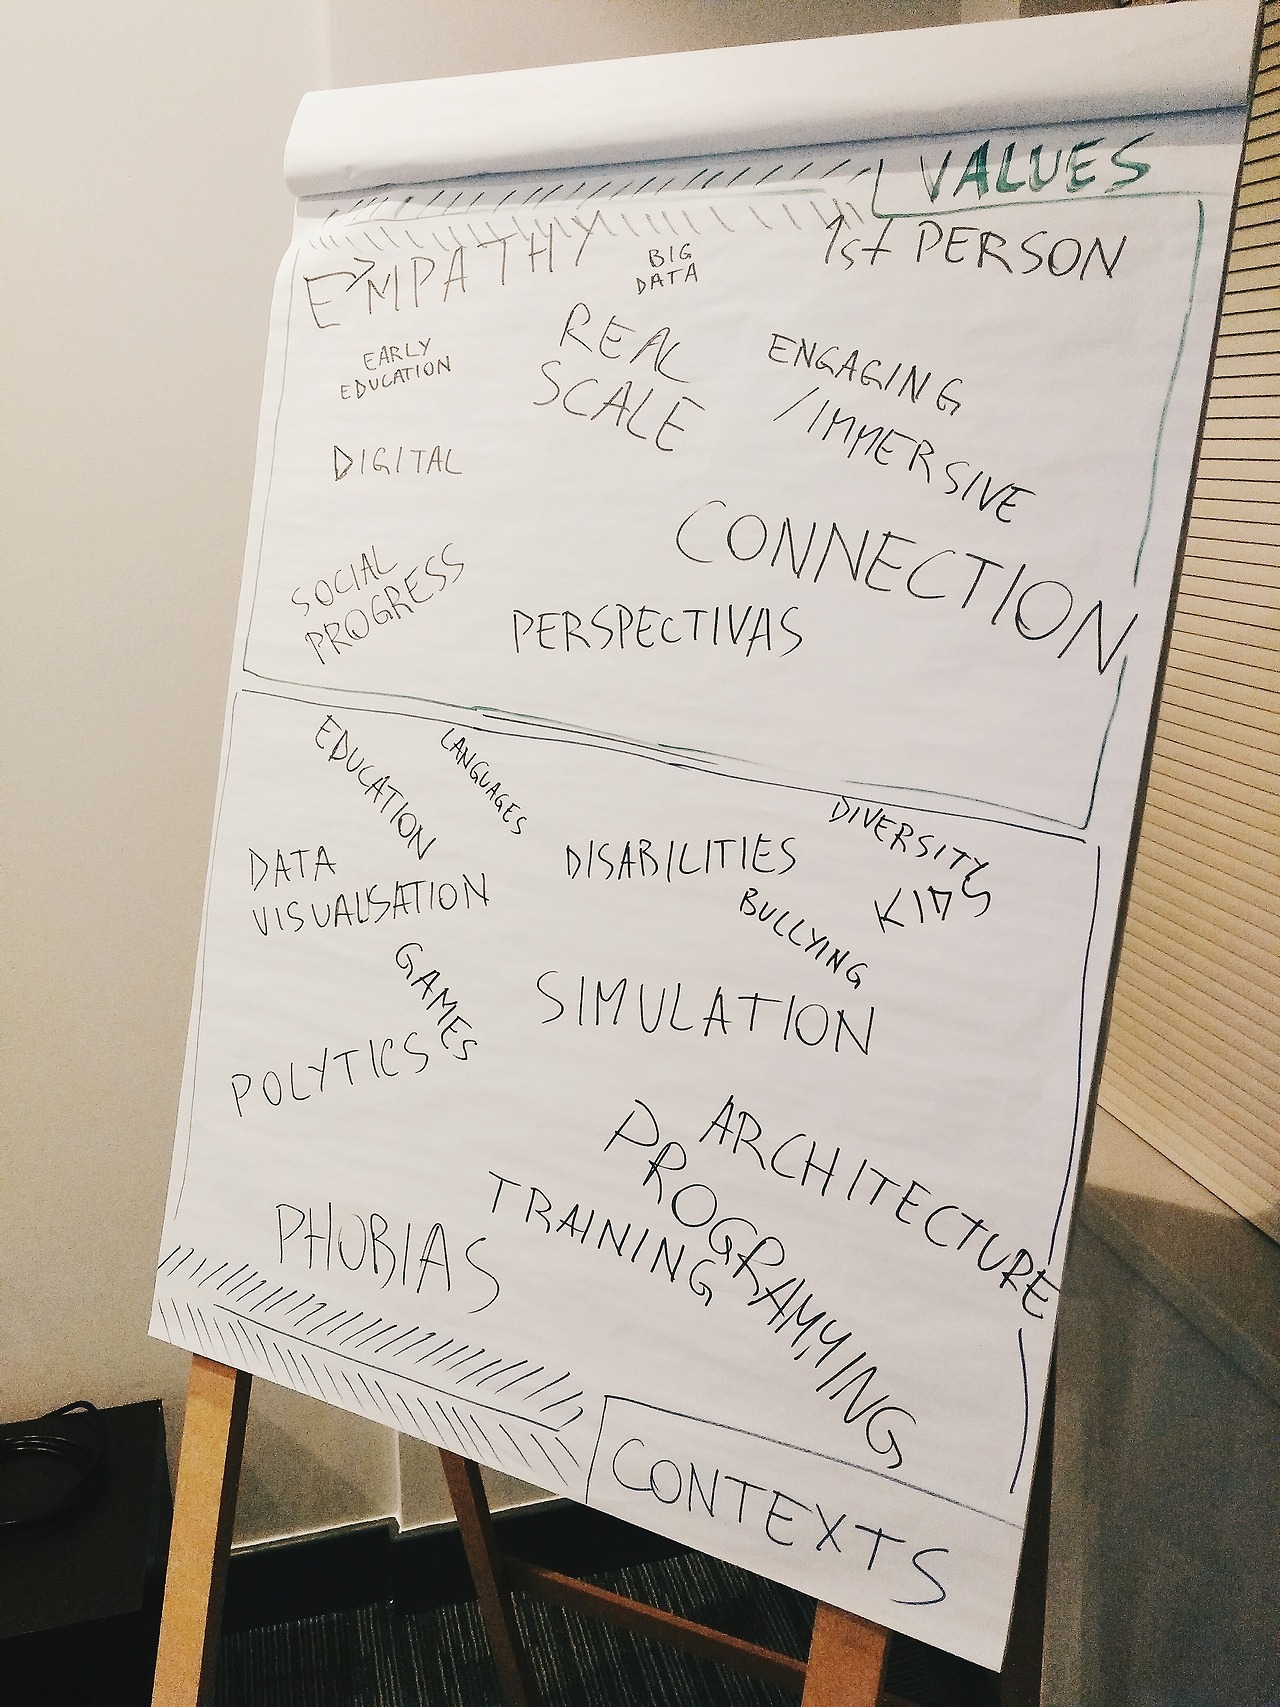 VALUES
EMPATHY
BIG
DATA
1st PERSON
EARLY
EDUCATION
REAL
SCALE
ENGAGING
/IMMERSIVE
DIGITAL
CONNECTION
SOCIAL
PROGRESS
PERSPECTIVAS
EDUCATION
LANGUAGES
DIVERSITY
DATA
VISUALISATION
DISABILITIES
KIDS
BULLYING
GAMES
SIMULATION
POLYTICS
ARCHITECTURE
PROGRAMMING
TRAINING
PHOBIAS
CONTEXTS